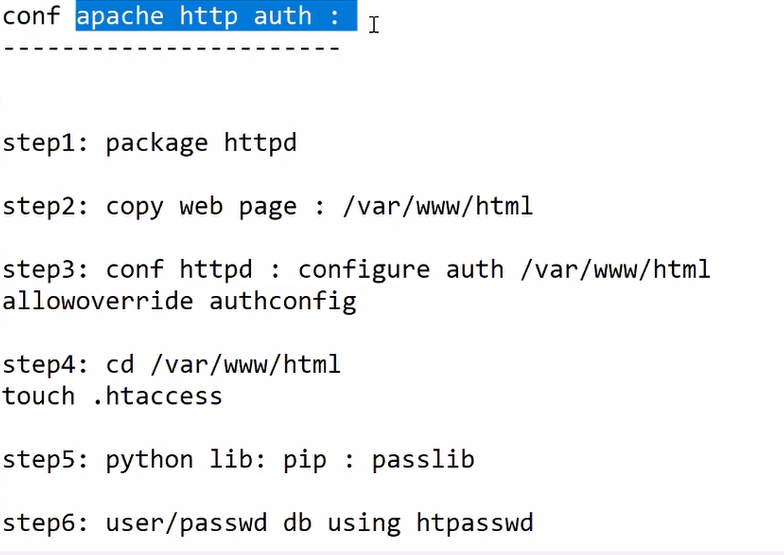 conf apache http auth :
-----------------------
step1: package httpd
step2: copy web page : /var/www/html
step3: conf httpd : configure auth /var/www/html
allowoverride authconfig
step4: cd /var/www/html
touch .htaccess
step5: python lib: pip : passlib
step6: user/passwd db using htpasswd